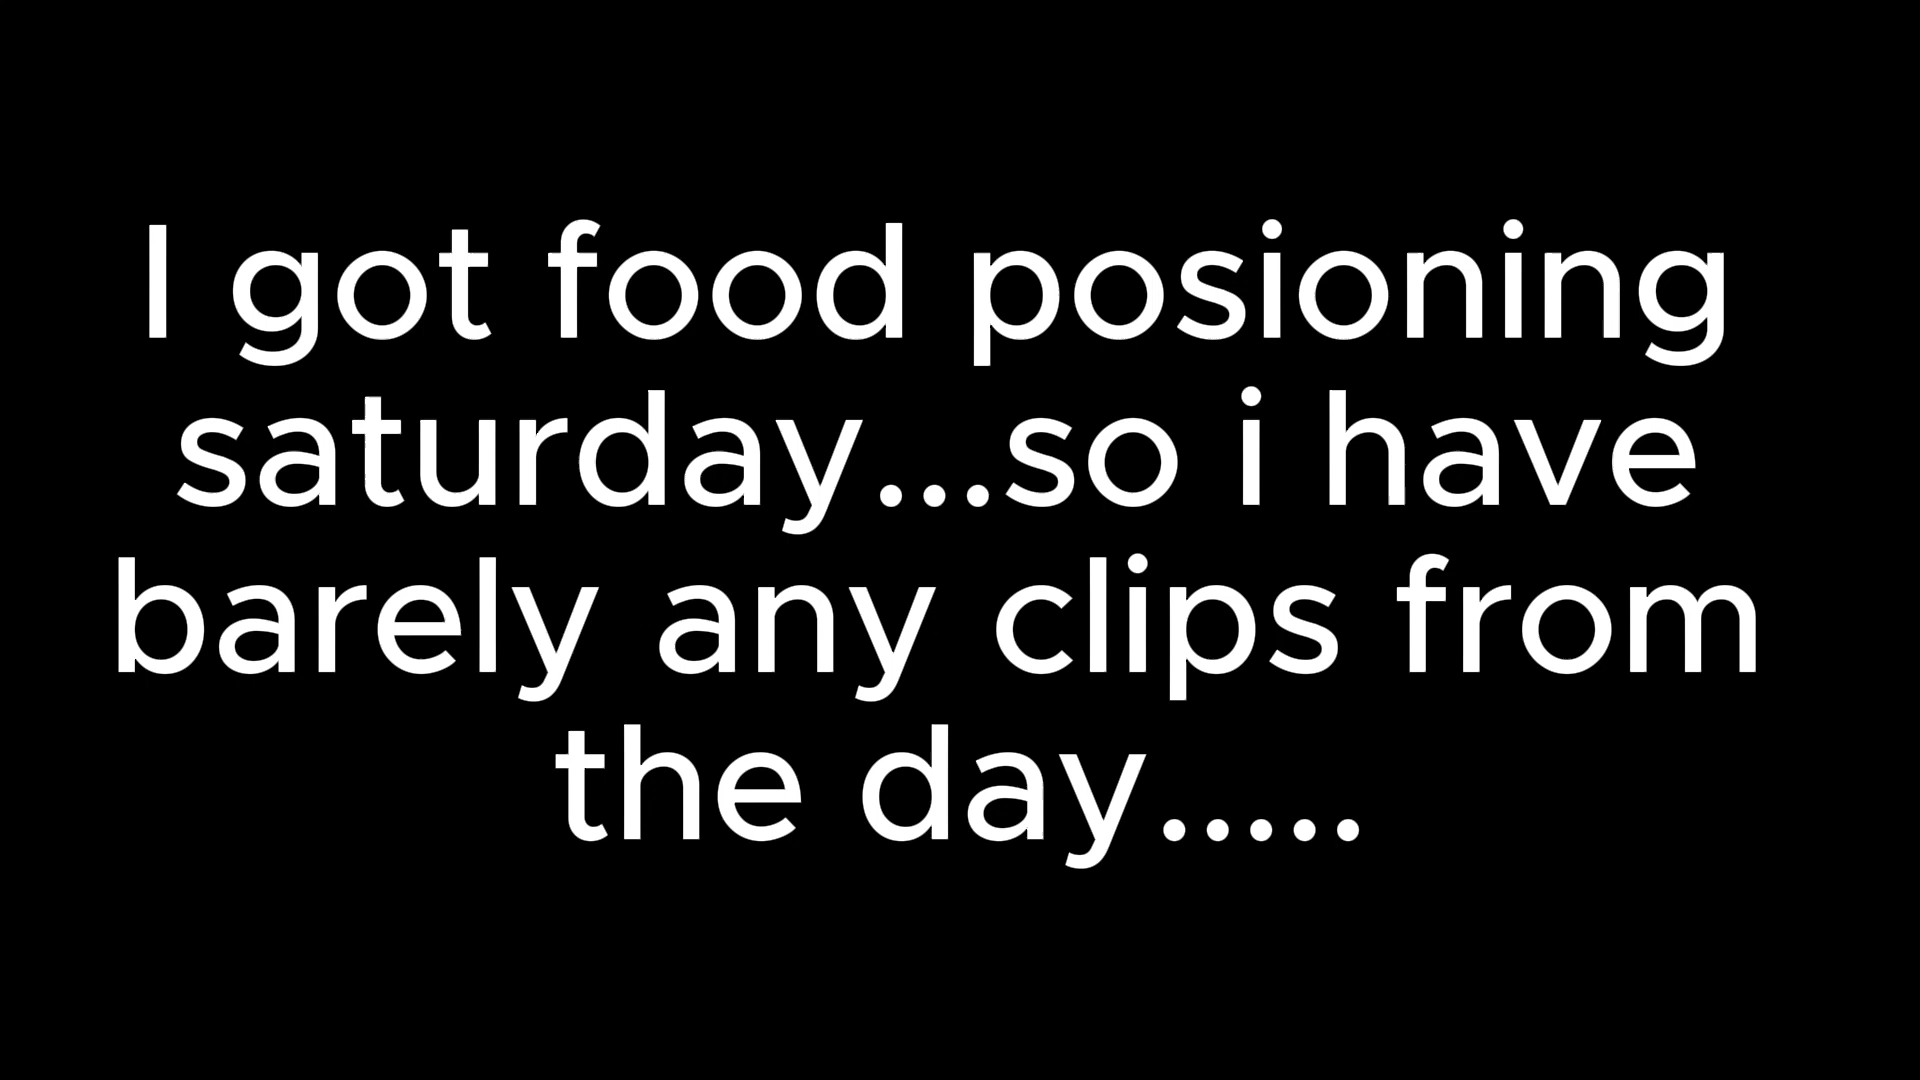 I got food posioning
saturday...so i have
barely any clips from
the day.....